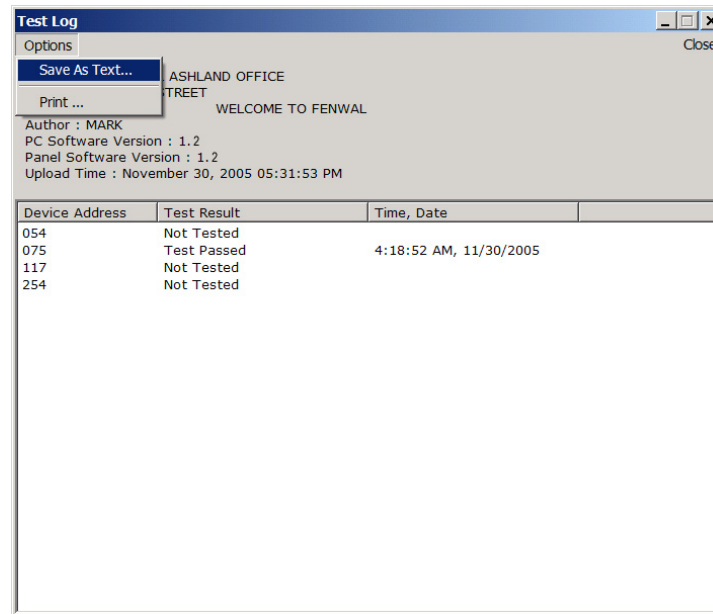 Test Log
Options
Close
Save As Text...
Print ...
ASHLAND OFFICE
TREET
WELCOME TO FENWAL
Author : MARK
PC Software Version : 1.2
Panel Software Version : 1.2
Upload Time : November 30, 2005 05:31:53 PM
Device Address Test Result Time, Date
054 Not Tested
075 Test Passed 4:18:52 AM, 11/30/2005
117 Not Tested
254 Not Tested